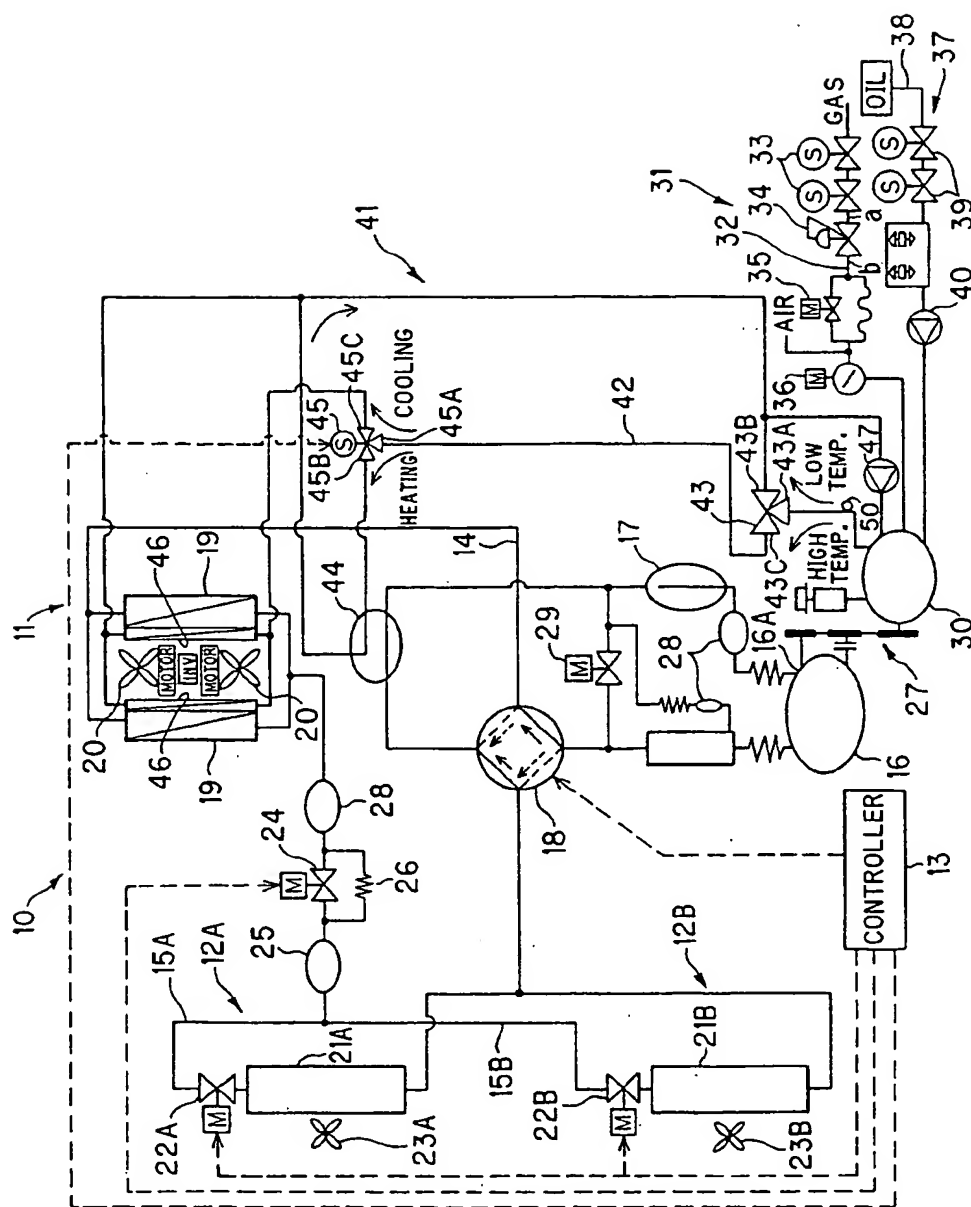 10
11
41
15A
12A
25
24
28
26
22A
21A
23A
M
M
20
46
19
MOTOR
INV
MOTOR
19
46
20
44
14
45B
45
S
45C
COOLING
45A
HEATING
42
15B
12B
22B
21B
23B
M
18
29
M
17
28
16A
16
27
30
43
43B
43A
43C
HIGH
TEMP.
LOW
TEMP.
50
47
36
M
AIR
35
M
32
34
31
33
S
S
GAS
a
b
40
S
S
39
OIL
38
37
CONTROLLER
13